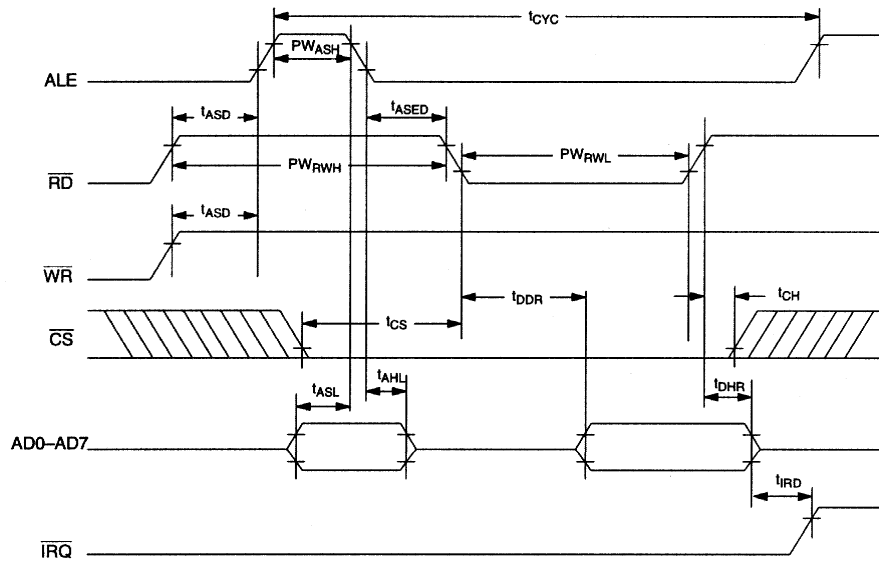 tCYC
PWASH
ALE
tASD
tASED
PWRWH
PWRWL
RD
tASD
WR
tDDR
tCH
tCS
CS
tASL
tAHL
tDHR
AD0–AD7
tIRD
IRQ